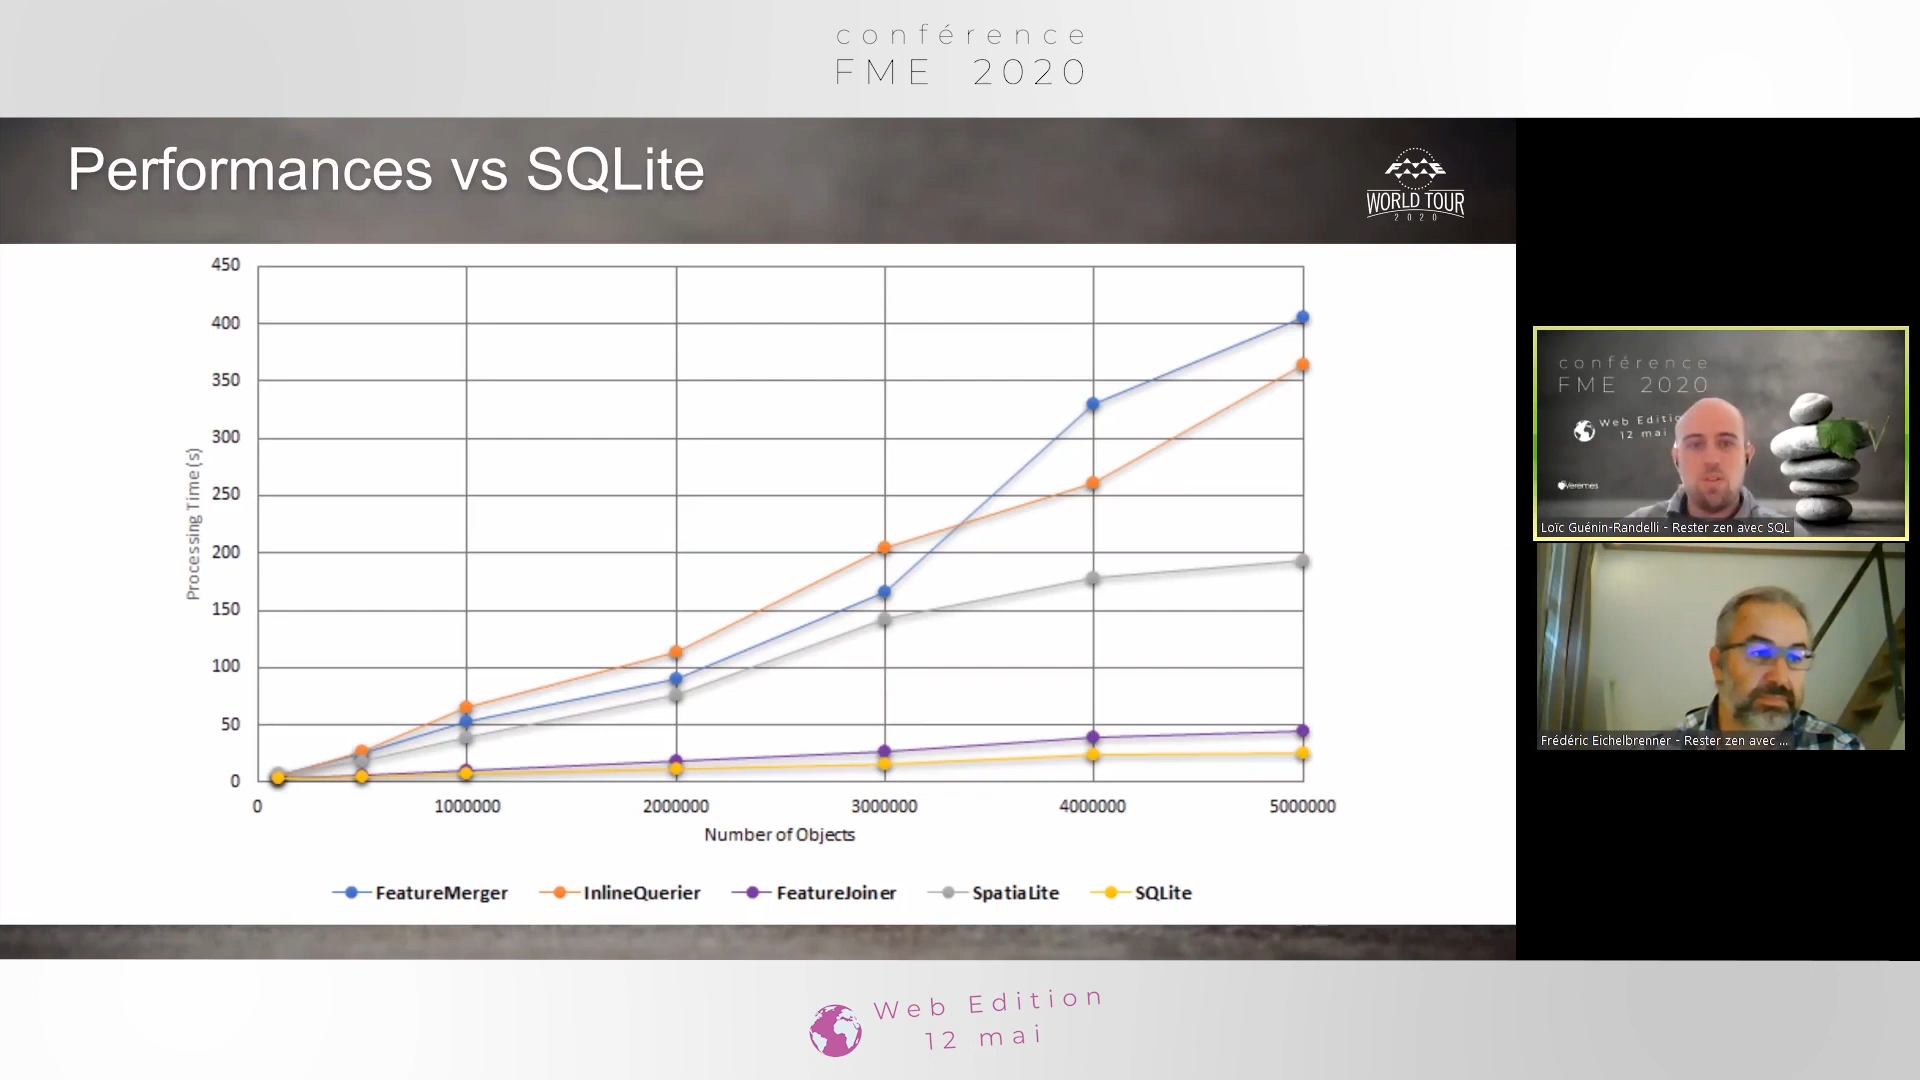 conférence
FME 2020
Performances vs SQLite
FME
WORLD TOUR
2020
450
400
350
300
250
200
150
100
50
0
Processing Time (s)
0 1000000 2000000 3000000 4000000 5000000
Number of Objects
FeatureMerger InlineQuerier FeatureJoiner SpatiaLite SQLite
conférence
FME 2020
Web Editio
12 mai
Veremes
Loïc Guénin-Randelli - Rester zen avec SQL
Frédéric Eichelbrenner - Rester zen avec ...
Web Edition
12 mai